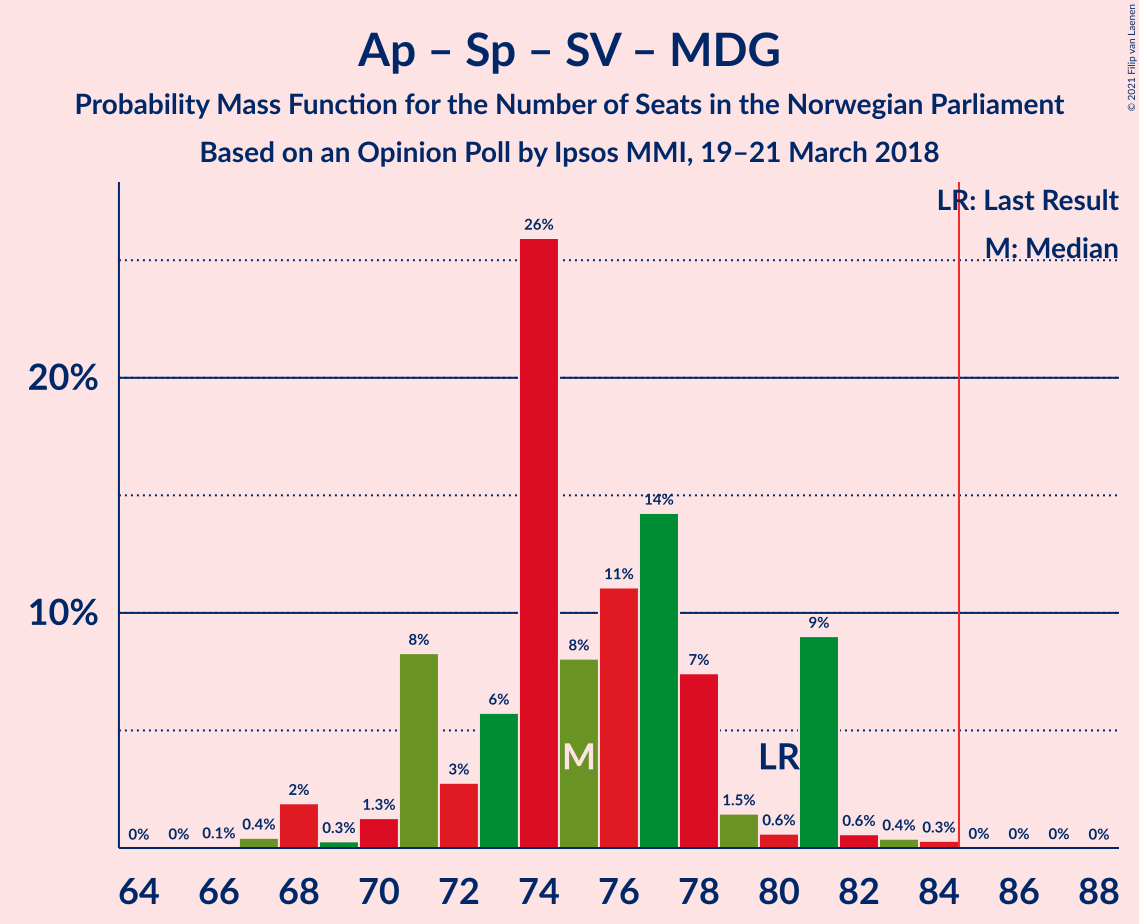 Ap – Sp – SV – MDG
Probability Mass Function for the Number of Seats in the Norwegian Parliament
Based on an Opinion Poll by Ipsos MMI, 19–21 March 2018
© 2021 Filip van Laenen
LR: Last Result
M: Median
20%
10%
0% 0% 0.1% 0.4% 2% 0.3% 1.3% 8% 3% 6% 26% 8% 11% 14% 7% 1.5% 0.6% 9% 0.6% 0.4% 0.3% 0% 0% 0% 0%
M LR
64 66 68 70 72 74 76 78 80 82 84 86 88